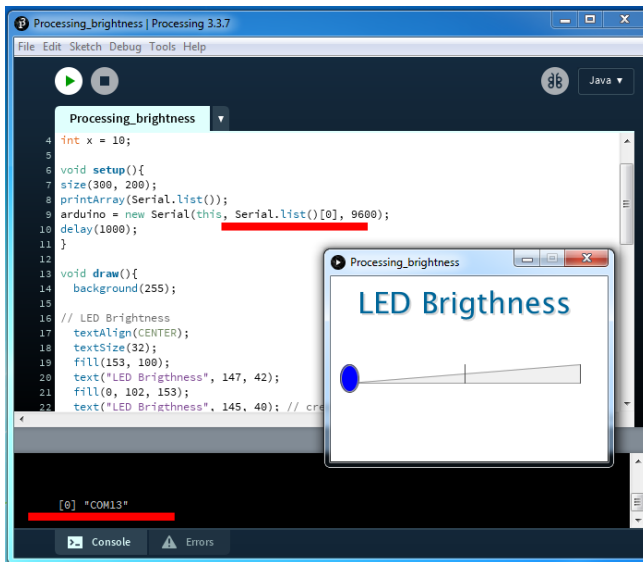 Processing_brightness | Processing 3.3.7
File Edit Sketch Debug Tools Help
Java ▼
Processing_brightness ▼
4 int x = 10;
5
6 void setup(){
7 size(300, 200);
8 printArray(Serial.list());
9 arduino = new Serial(this, Serial.list()[0], 9600);
10 delay(1000);
11 }
12
13 void draw(){
14   background(255);
15
16 // LED Brightness
17   textAlign(CENTER);
18   textSize(32);
19   fill(153, 100);
20   text("LED Brigthness", 147, 42);
21   fill(0, 102, 153);
22   text("LED Brigthness", 145, 40); // cre
Processing_brightness
LED Brigthness
[0] "COM13"
Console Errors